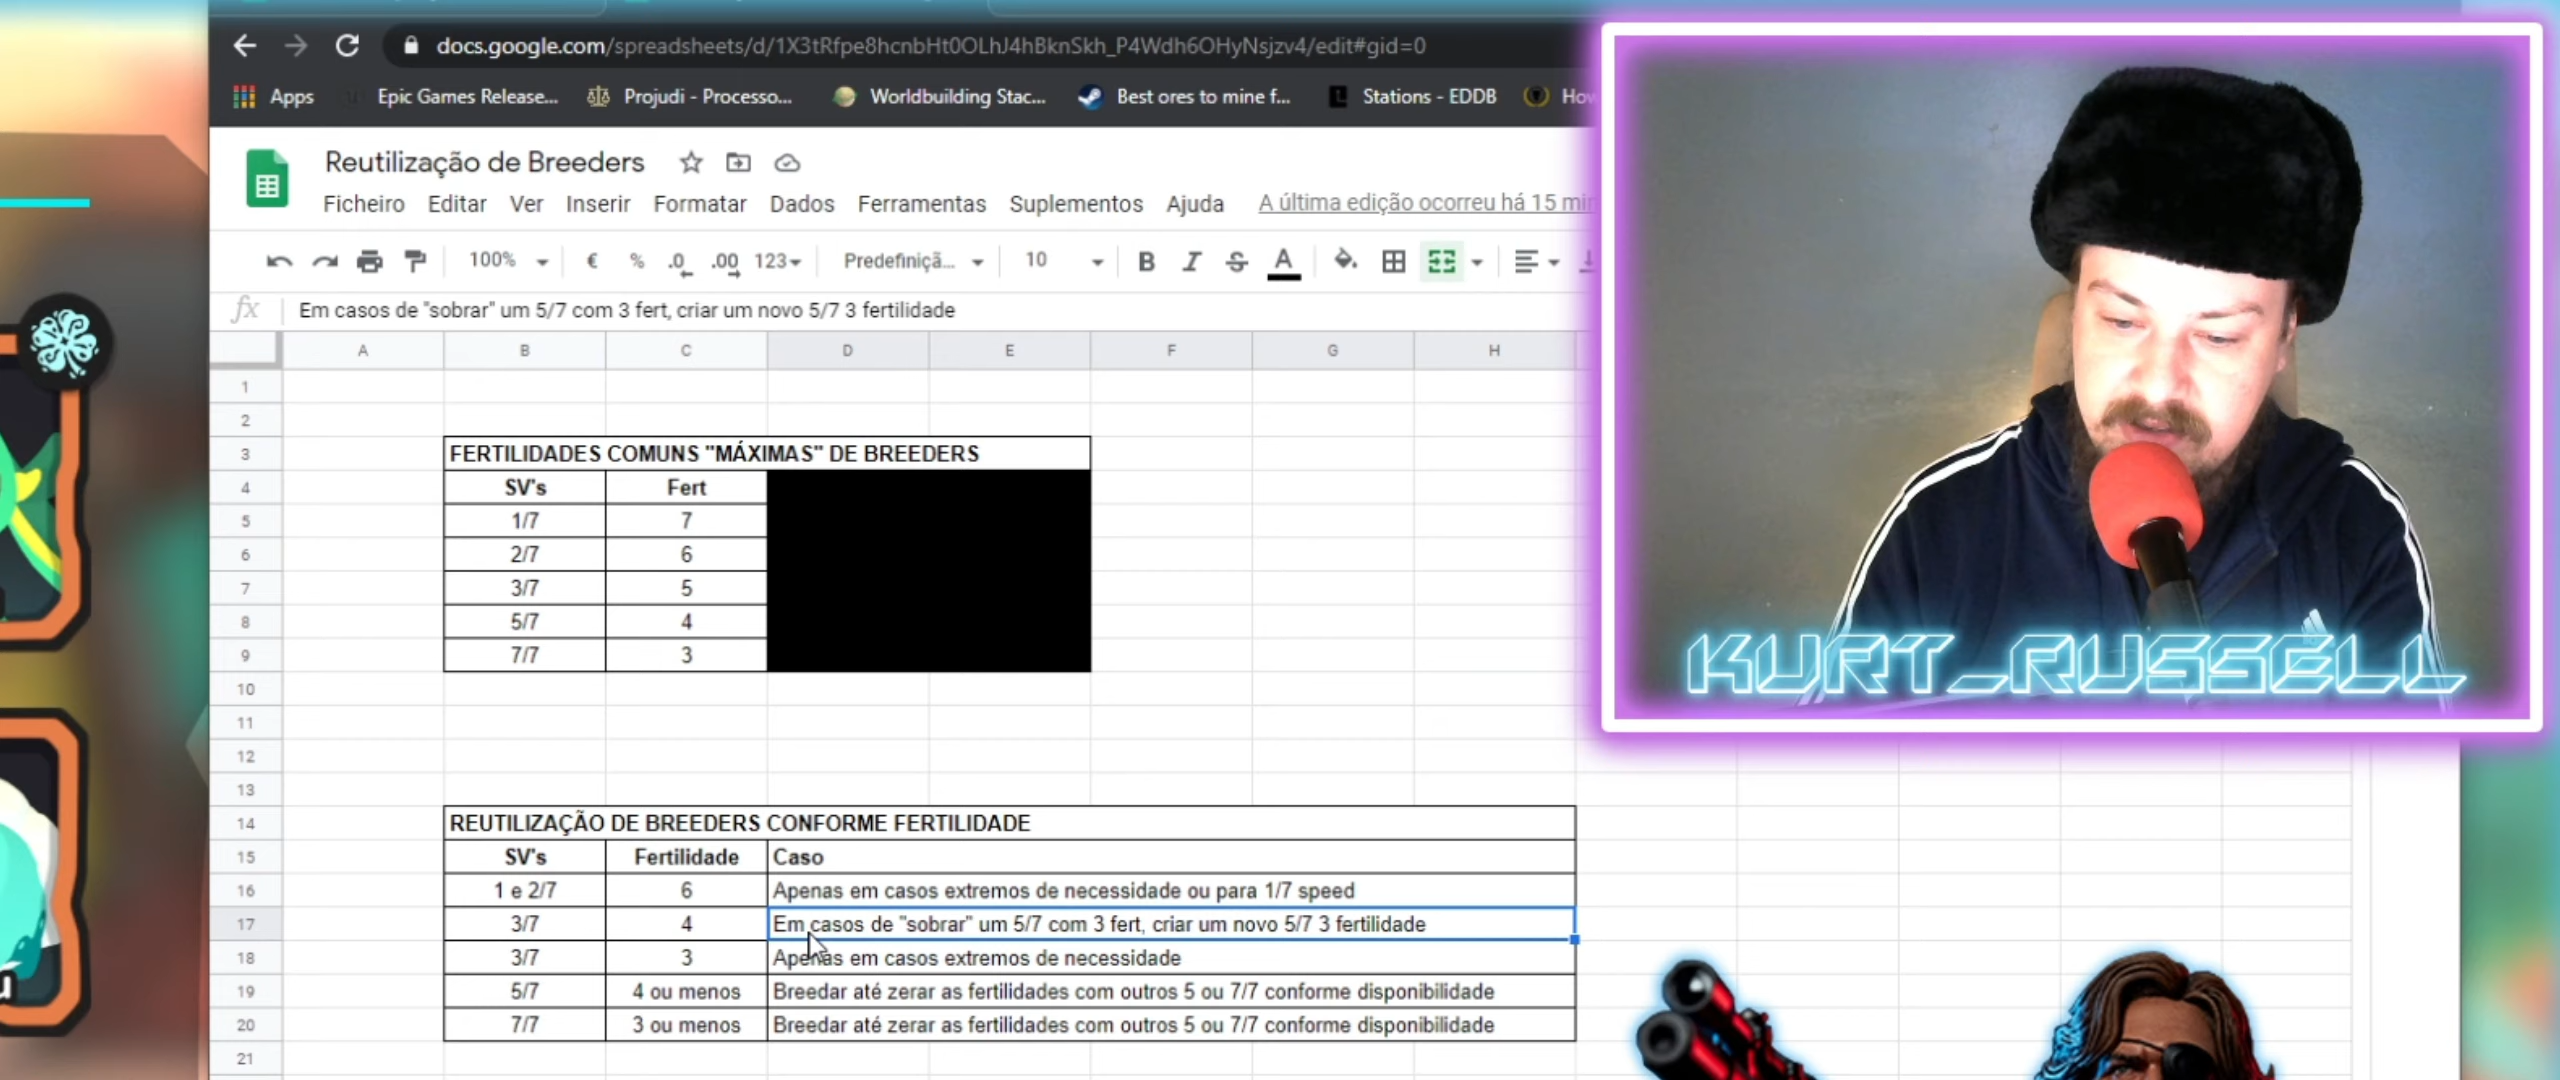 docs.google.com/spreadsheets/d/1X3tRfpe8hcnbHt0OLhJ4hBknSkh_P4Wdh6OHyNsjzv4/edit#gid=0
Apps Epic Games Release... Projudi - Processo... Worldbuilding Stac... Best ores to mine f... Stations - EDDB How
Reutilização de Breeders
Ficheiro Editar Ver Inserir Formatar Dados Ferramentas Suplementos Ajuda A última edição ocorreu há 15 min
100% € % .0 .00 123 Predefiniçã... 10 B I S A
fx Em casos de "sobrar" um 5/7 com 3 fert, criar um novo 5/7 3 fertilidade
A B C D E F G H
1
2
3 FERTILIDADES COMUNS "MÁXIMAS" DE BREEDERS
4 SV's Fert
5 1/7 7
6 2/7 6
7 3/7 5
8 5/7 4
9 7/7 3
10
11
12
13
14 REUTILIZAÇÃO DE BREEDERS CONFORME FERTILIDADE
15 SV's Fertilidade Caso
16 1 e 2/7 6 Apenas em casos extremos de necessidade ou para 1/7 speed
17 3/7 4 Em casos de "sobrar" um 5/7 com 3 fert, criar um novo 5/7 3 fertilidade
18 3/7 3 Apenas em casos extremos de necessidade
19 5/7 4 ou menos Breedar até zerar as fertilidades com outros 5 ou 7/7 conforme disponibilidade
20 7/7 3 ou menos Breedar até zerar as fertilidades com outros 5 ou 7/7 conforme disponibilidade
21
KURT_RUSSELL